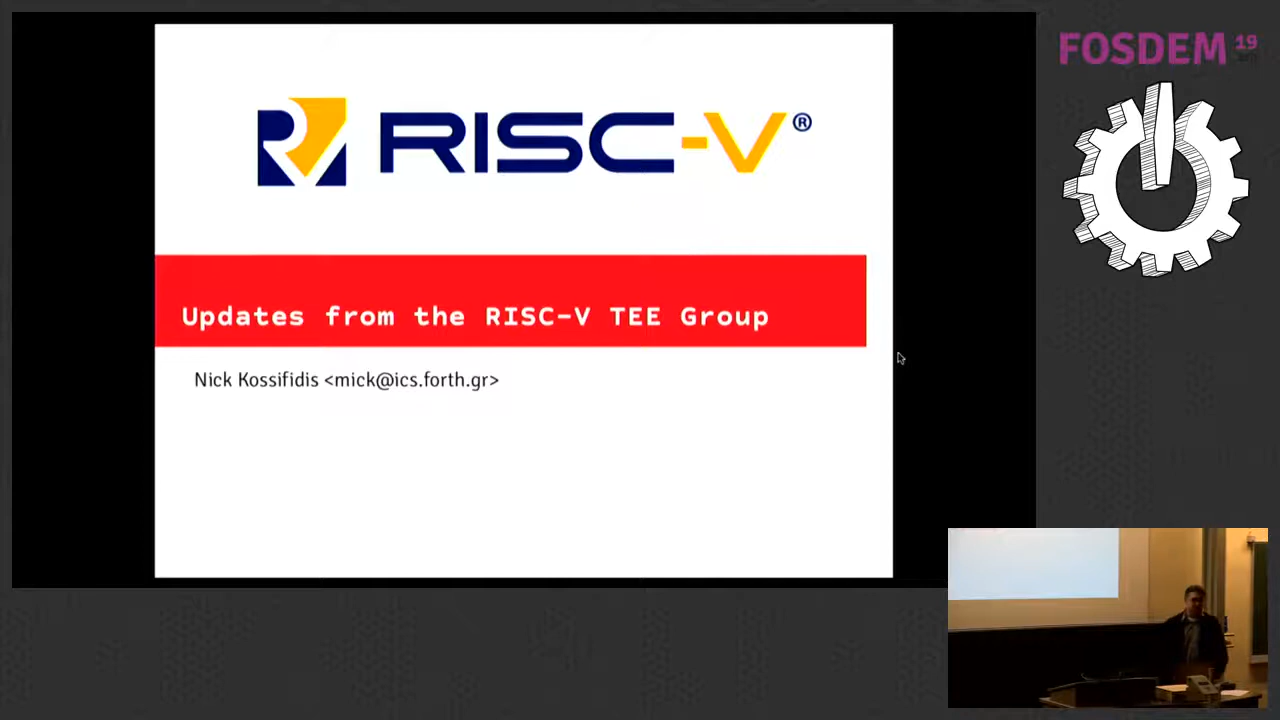 FOSDEM 19
RISC-V®
Updates from the RISC-V TEE Group
Nick Kossifidis <mick@ics.forth.gr>